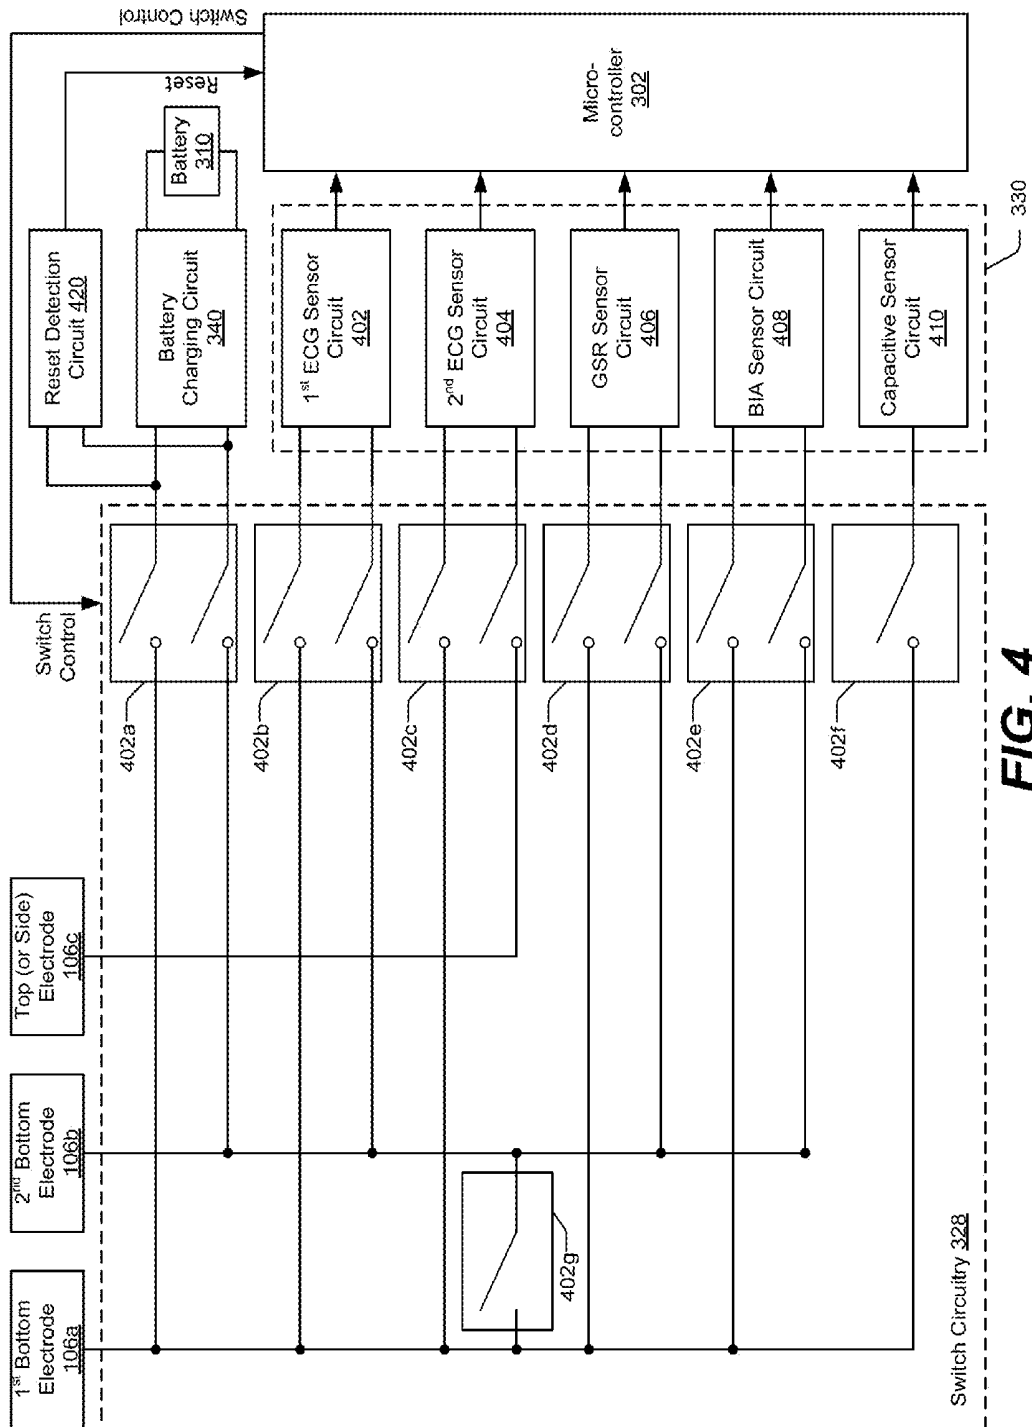 1st Bottom
Electrode
106a
2nd Bottom
Electrode
106b
Top (or Side)
Electrode
106c
Switch
Control
Switch Control
Reset
Reset Detection
Circuit 420
Battery
Charging Circuit
340
Battery
310
1st ECG Sensor
Circuit
402
2nd ECG Sensor
Circuit
404
GSR Sensor
Circuit
406
BIA Sensor Circuit
408
Capacitive Sensor
Circuit
410
Micro-
controller
302
330
402a
402b
402c
402d
402e
402f
402g
Switch Circuitry 328
FIG. 4